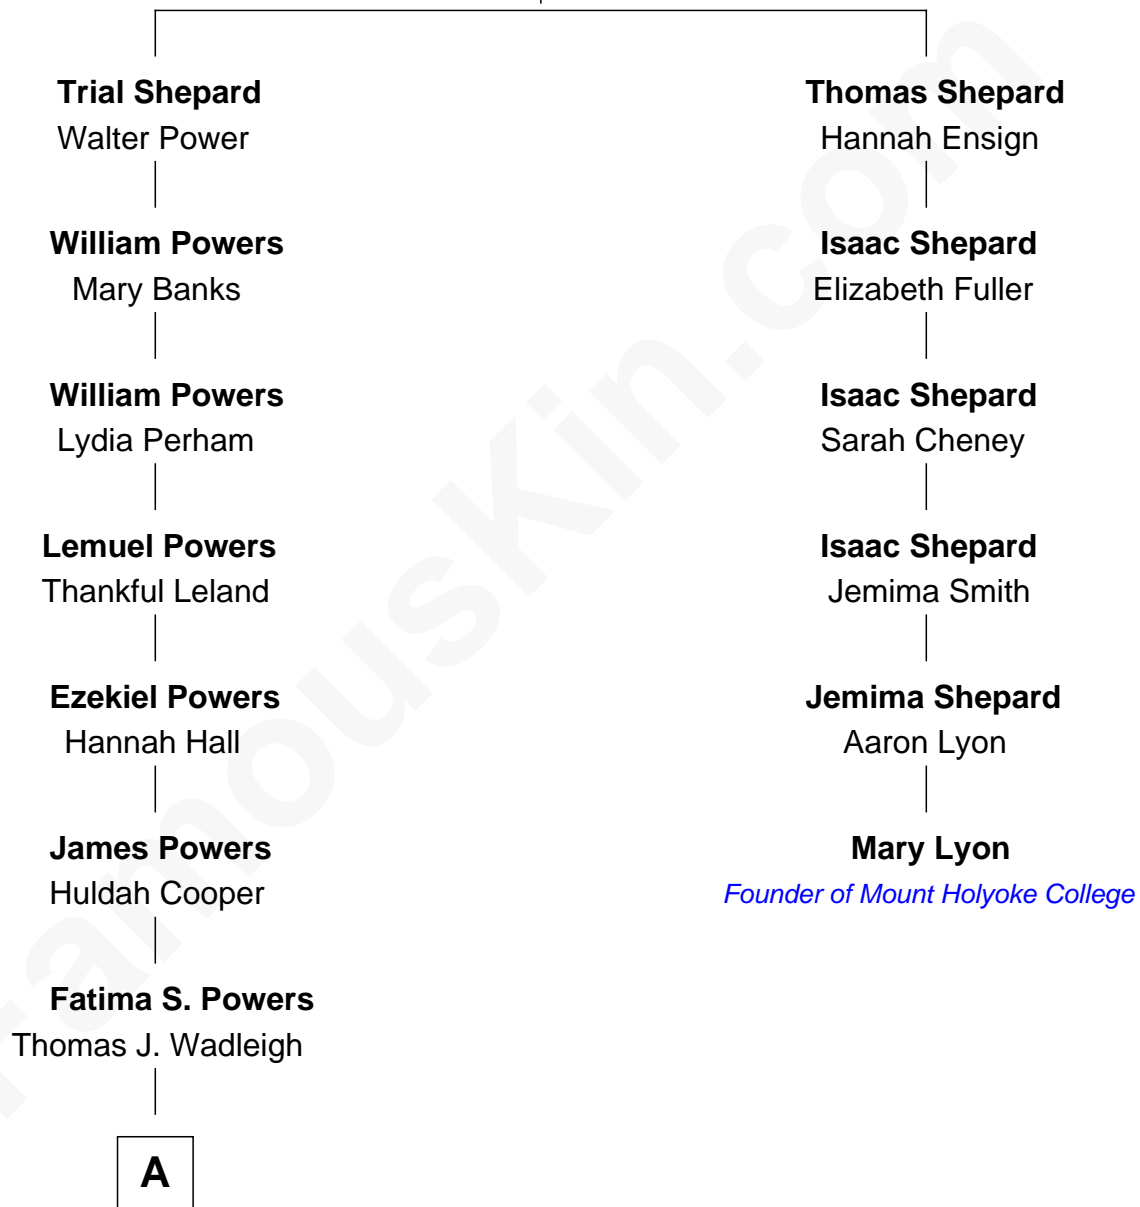 Trial Shepard
Walter Power
Thomas Shepard
Hannah Ensign
William Powers
Mary Banks
Isaac Shepard
Elizabeth Fuller
William Powers
Lydia Perham
Isaac Shepard
Sarah Cheney
Lemuel Powers
Thankful Leland
Isaac Shepard
Jemima Smith
Ezekiel Powers
Hannah Hall
Jemima Shepard
Aaron Lyon
James Powers
Huldah Cooper
Mary Lyon
Founder of Mount Holyoke College
Fatima S. Powers
Thomas J. Wadleigh
A
FamousKin.com